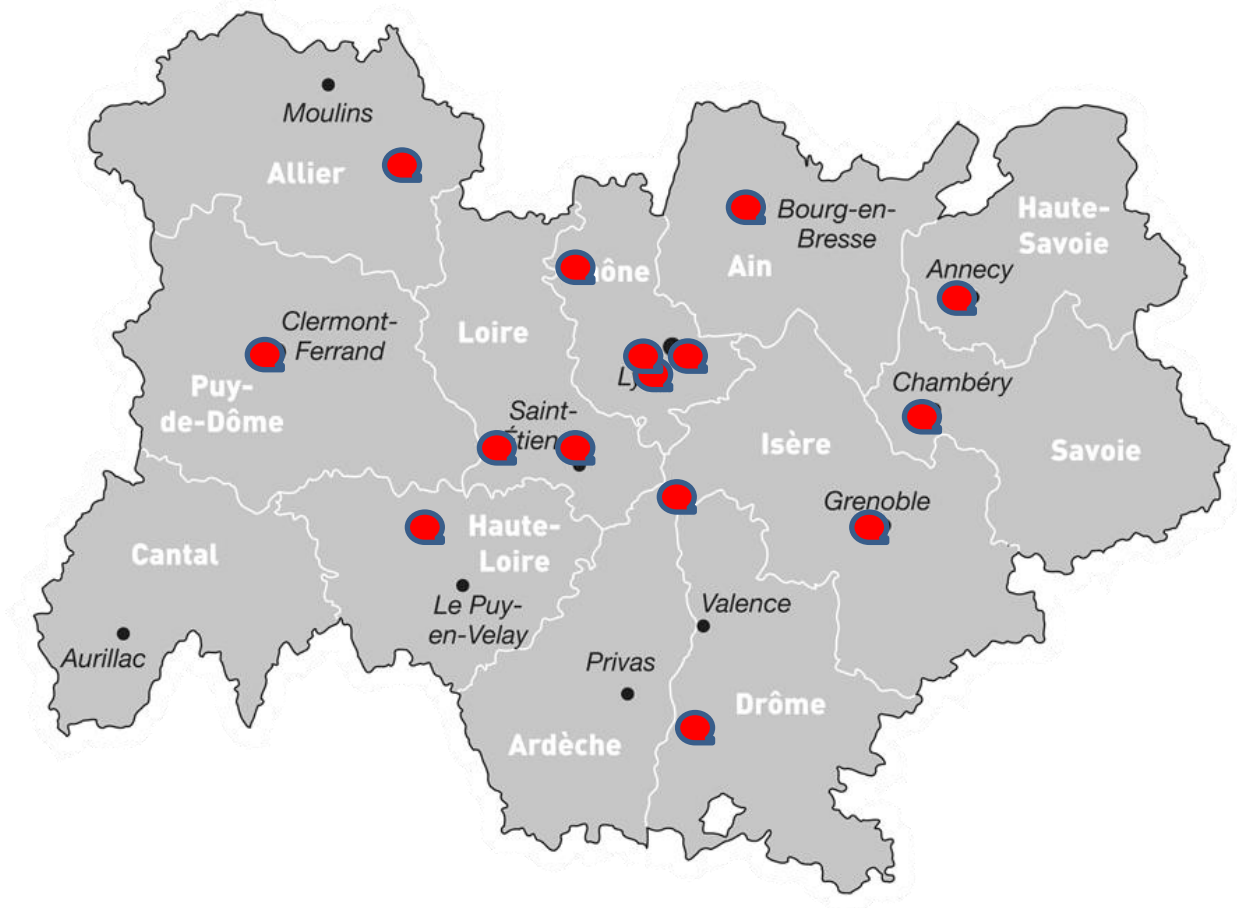 Moulins
Allier
Bourg-en-
Bresse
Haute-
Savoie
Ain
Annecy
Clermont-
Ferrand
Loire
Puy-
de-Dôme
Chambéry
Saint-
Isère
Savoie
Grenoble
Haute-
Loire
Cantal
Le Puy-
en-Velay
Valence
Aurillac
Privas
Drôme
Ardèche